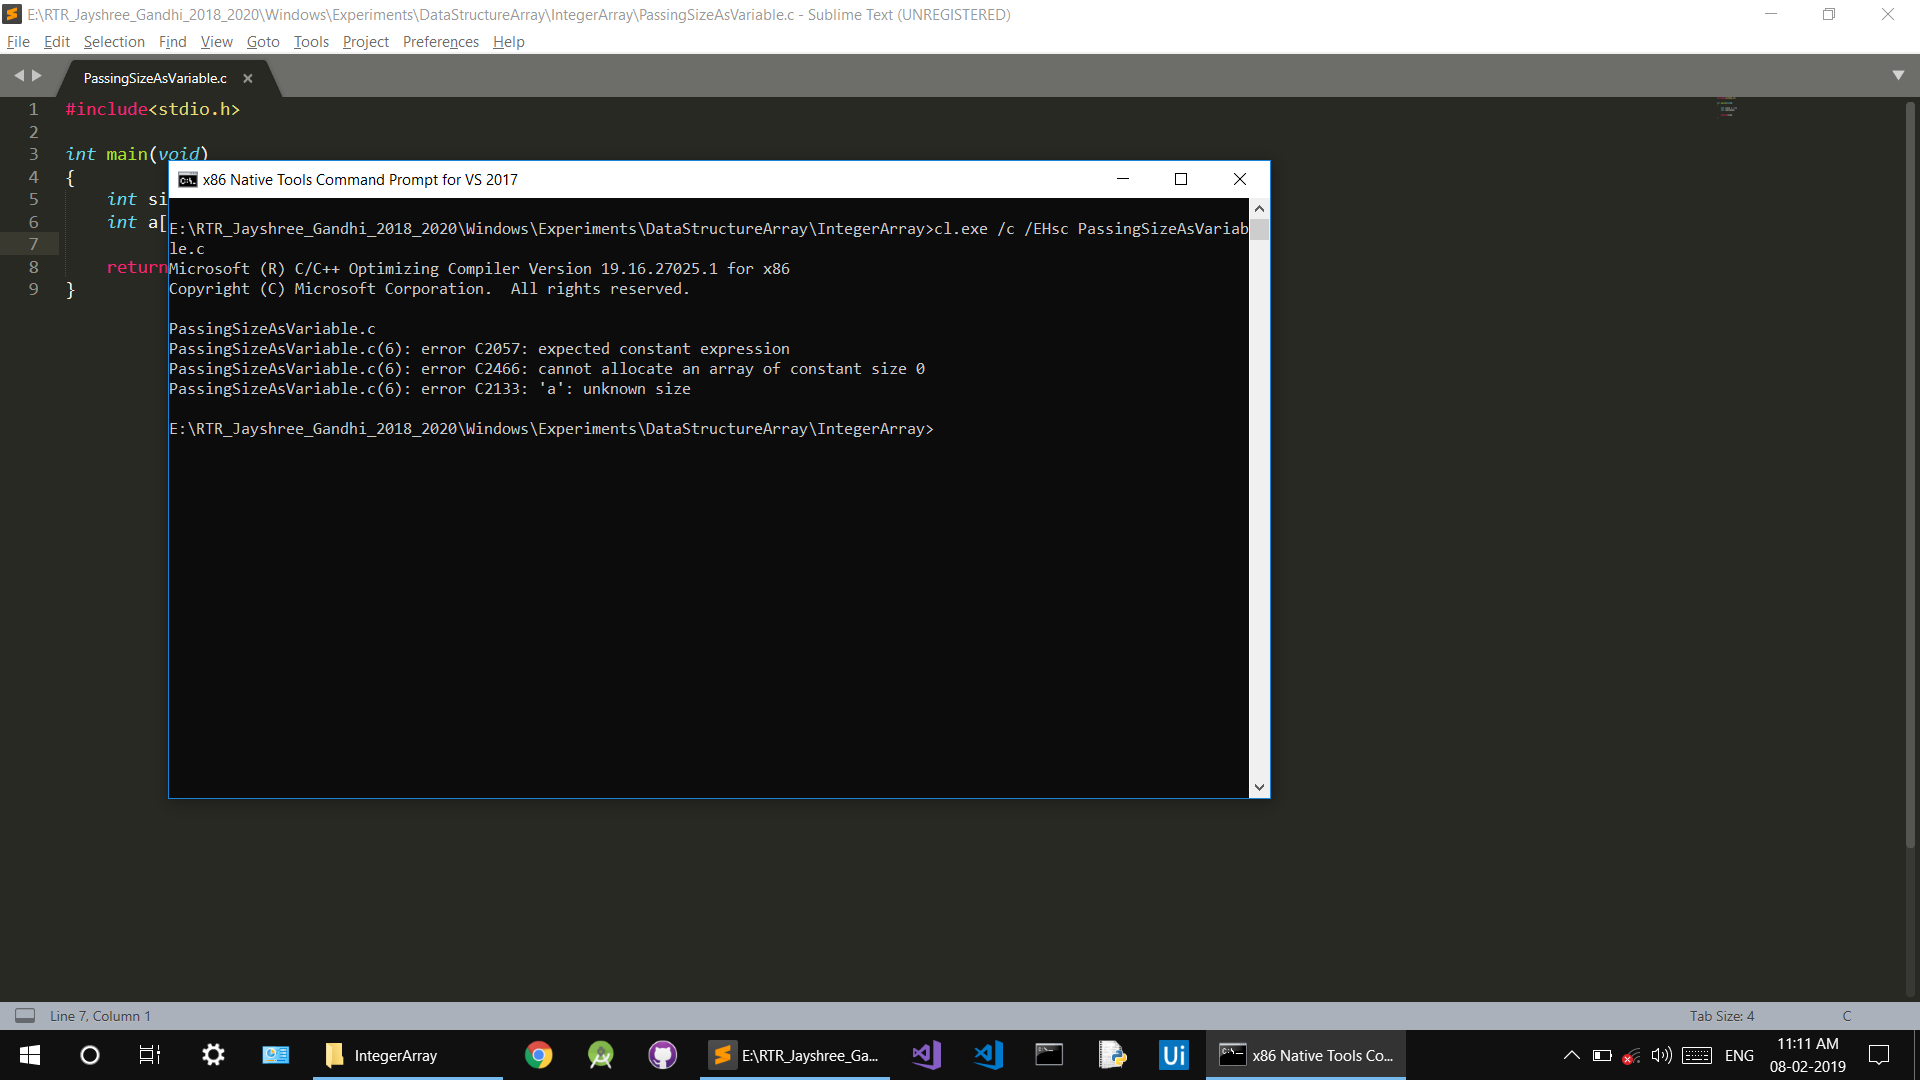 E:\RTR_Jayshree_Gandhi_2018_2020\Windows\Experiments\DataStructureArray\IntegerArray\PassingSizeAsVariable.c - Sublime Text (UNREGISTERED)
File Edit Selection Find View Goto Tools Project Preferences Help
PassingSizeAsVariable.c
1 #include<stdio.h>
2
3 int main(void)
4 {
5 int si
6 int a[
7
8 return
9 }
x86 Native Tools Command Prompt for VS 2017
E:\RTR_Jayshree_Gandhi_2018_2020\Windows\Experiments\DataStructureArray\IntegerArray>cl.exe /c /EHsc PassingSizeAsVariab
le.c
Microsoft (R) C/C++ Optimizing Compiler Version 19.16.27025.1 for x86
Copyright (C) Microsoft Corporation.  All rights reserved.
PassingSizeAsVariable.c
PassingSizeAsVariable.c(6): error C2057: expected constant expression
PassingSizeAsVariable.c(6): error C2466: cannot allocate an array of constant size 0
PassingSizeAsVariable.c(6): error C2133: 'a': unknown size
E:\RTR_Jayshree_Gandhi_2018_2020\Windows\Experiments\DataStructureArray\IntegerArray>
Line 7, Column 1
Tab Size: 4
C
IntegerArray
E:\RTR_Jayshree_Ga...
Ui
x86 Native Tools Co...
ENG
11:11 AM
08-02-2019